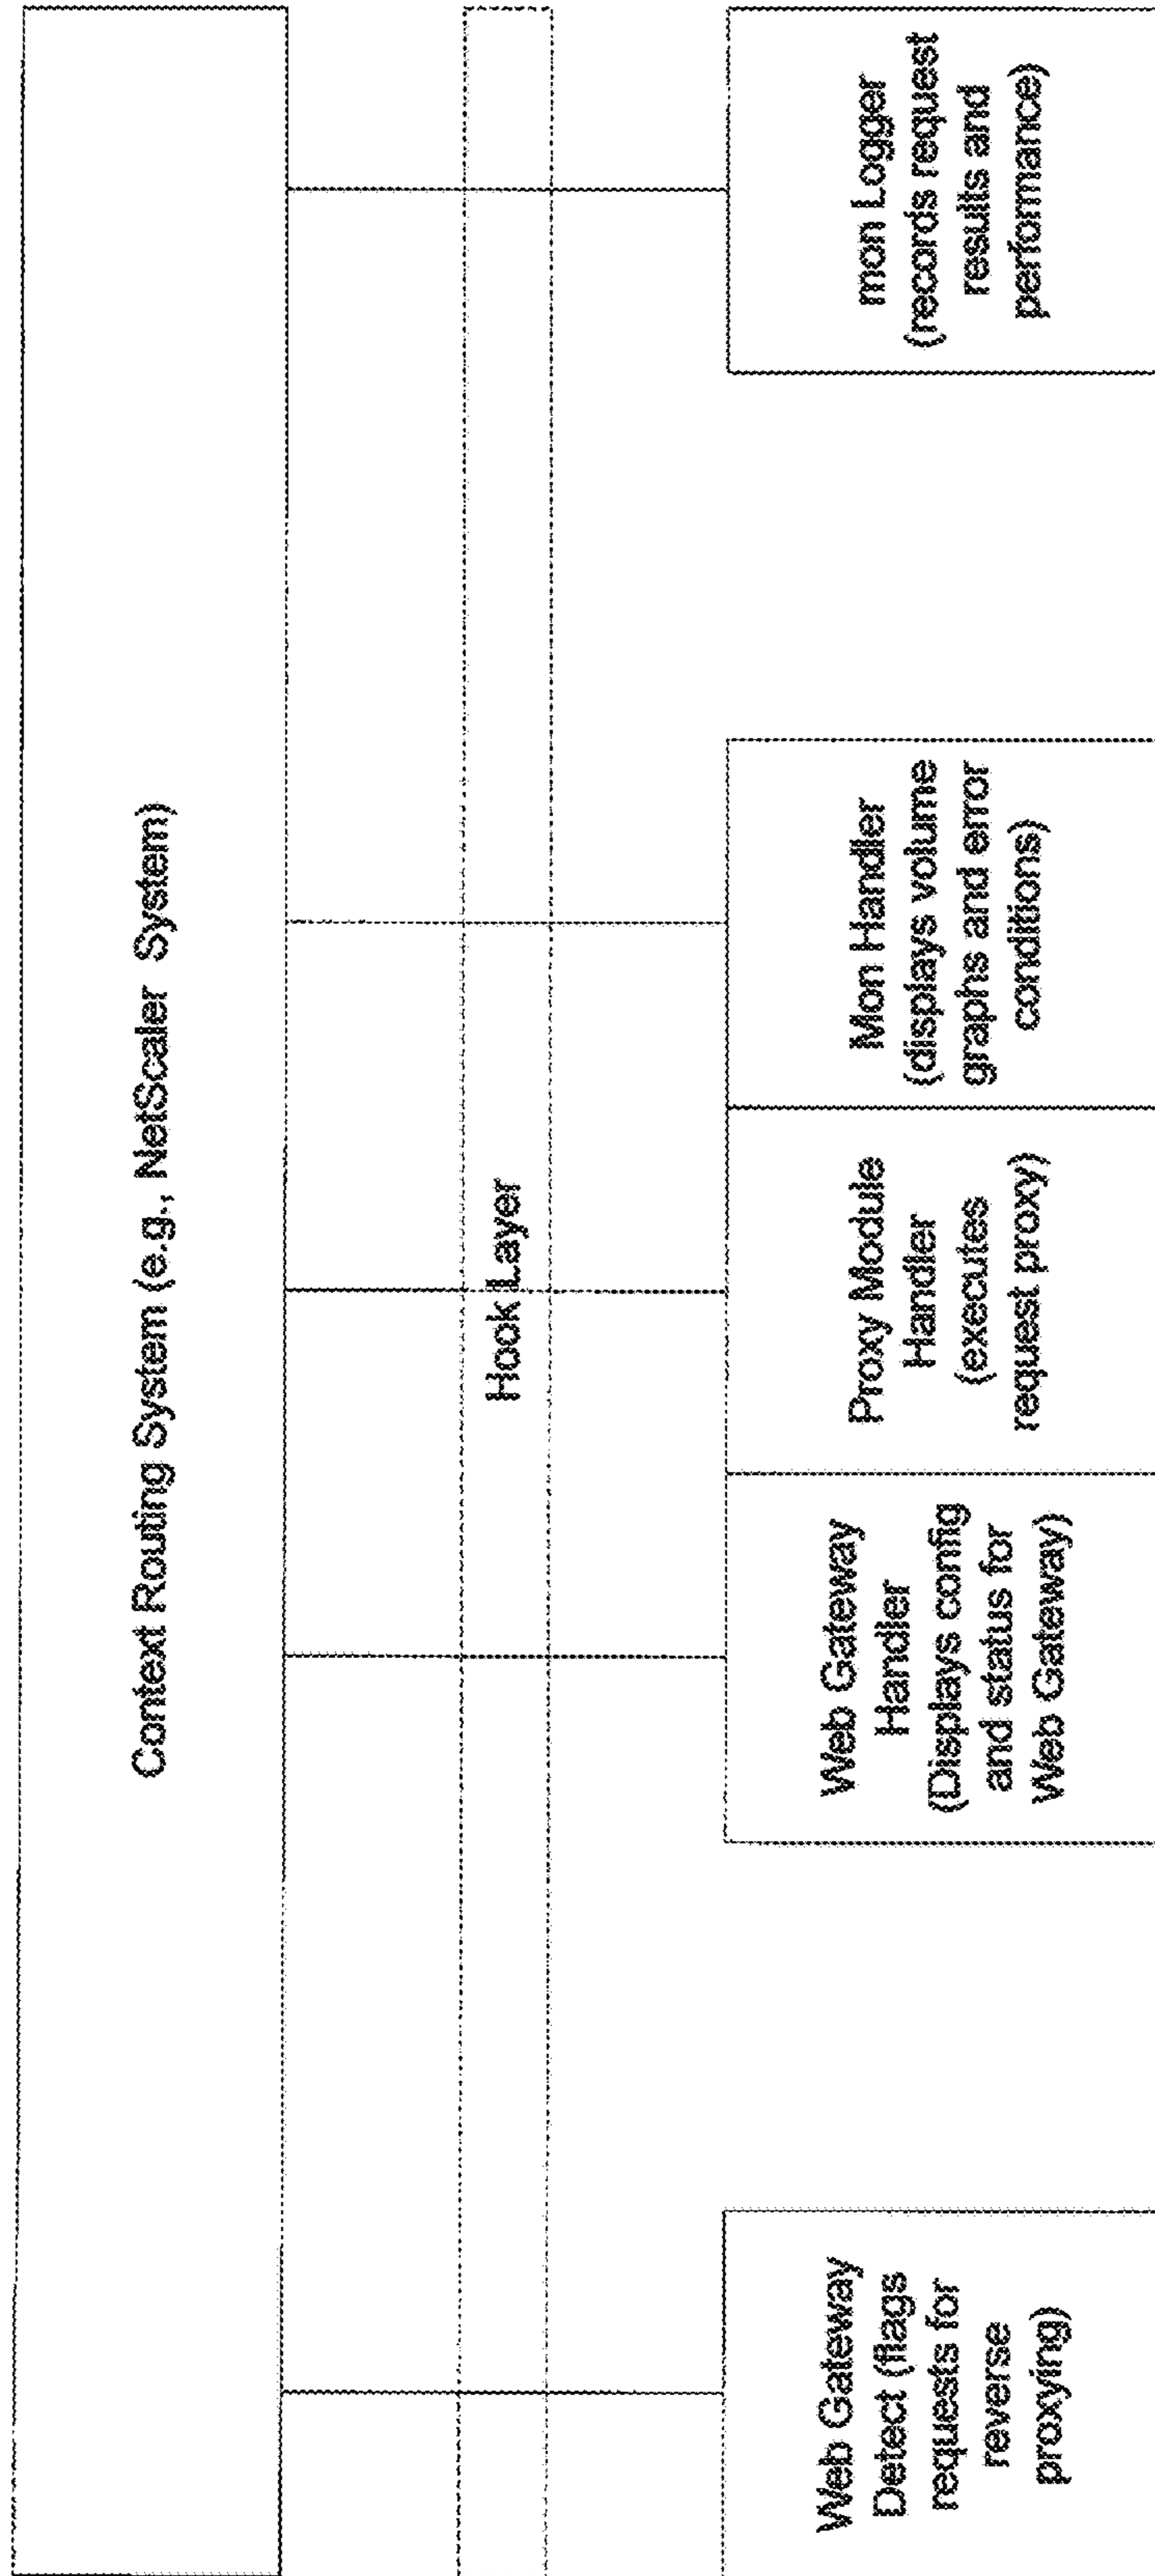 Context Routing System (e.g., NetScaler System)
Hook Layer
Web Gateway
Detect (flags
requests for
reverse
proxying)
Web Gateway
Handler
(Displays config
and status for
Web Gateway)
Proxy Module
Handler
(executes
request proxy)
Mon Handler
(displays volume
graphs and error
conditions)
mon Logger
(records request
results and
performance)